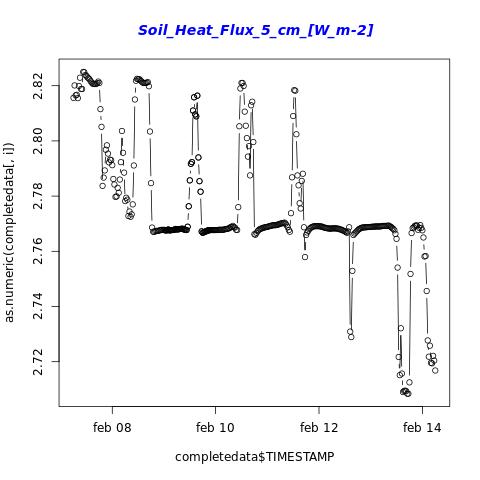 Soil_Heat_Flux_5_cm_[W_m-2]
as.numeric(completedata[, i])
2.82
2.80
2.78
2.76
2.74
2.72
feb 08
feb 10
feb 12
feb 14
completedata$TIMESTAMP